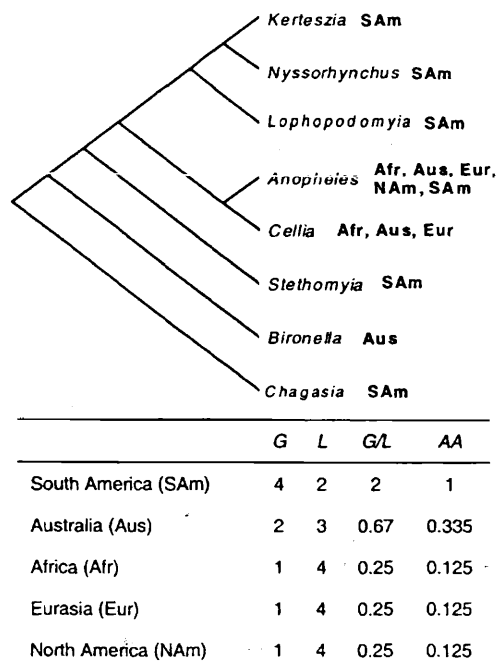 Kerteszia SAm
Nyssorhynchus SAm
Lophopodomyia SAm
Anopheles Afr, Aus, Eur,
NAm, SAm
Cellia Afr, Aus, Eur
Stethomyia SAm
Bironella Aus
Chagasia SAm
G L G/L AA
South America (SAm) 4 2 2 1
Australia (Aus) 2 3 0.67 0.335
Africa (Afr) 1 4 0.25 0.125
Eurasia (Eur) 1 4 0.25 0.125
North America (NAm) 1 4 0.25 0.125